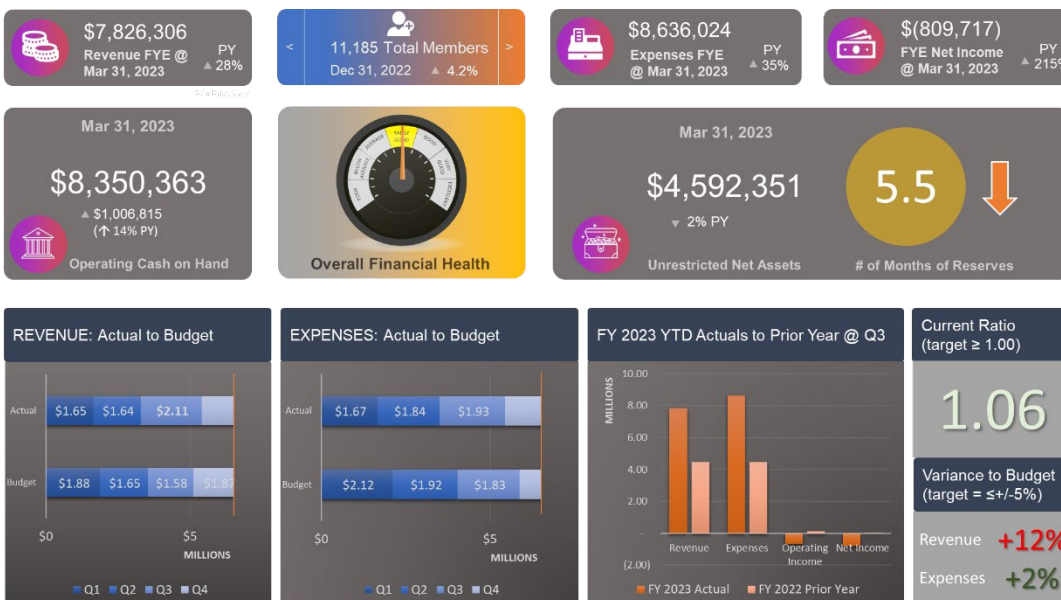 $7,826,306
Revenue FYE @
Mar 31, 2023
PY
▲ 28%
<
11,185 Total Members
Dec 31, 2022 ▲ 4.2%
>
$8,636,024
Expenses FYE
@ Mar 31, 2023
PY
▲ 35%
$(809,717)
FYE Net Income
@ Mar 31, 2023
PY
▲ 215%
Mar 31, 2023
$8,350,363
▲ $1,006,815
(↑ 14% PY)
Operating Cash on Hand
POOR
BELOW AVERAGE
AVERAGE
GOOD
VERY GOOD
EXCELLENT
Overall Financial Health
Mar 31, 2023
$4,592,351
▼ 2% PY
Unrestricted Net Assets
5.5
# of Months of Reserves
REVENUE: Actual to Budget
Actual
$1.65 $1.64 $2.11
Budget
$1.88 $1.65 $1.58 $1.87
$0 $5
MILLIONS
Q1 Q2 Q3 Q4
EXPENSES: Actual to Budget
Actual
$1.67 $1.84 $1.93
Budget
$2.12 $1.92 $1.83
$0 $5
MILLIONS
Q1 Q2 Q3 Q4
FY 2023 YTD Actuals to Prior Year @ Q3
MILLIONS
10.00
8.00
6.00
4.00
2.00
-
(2.00)
Revenue Expenses Operating Income Net Income
FY 2023 Actual FY 2022 Prior Year
Current Ratio
(target ≥ 1.00)
1.06
Variance to Budget
(target = ≤+/-5%)
Revenue +12%
Expenses +2%